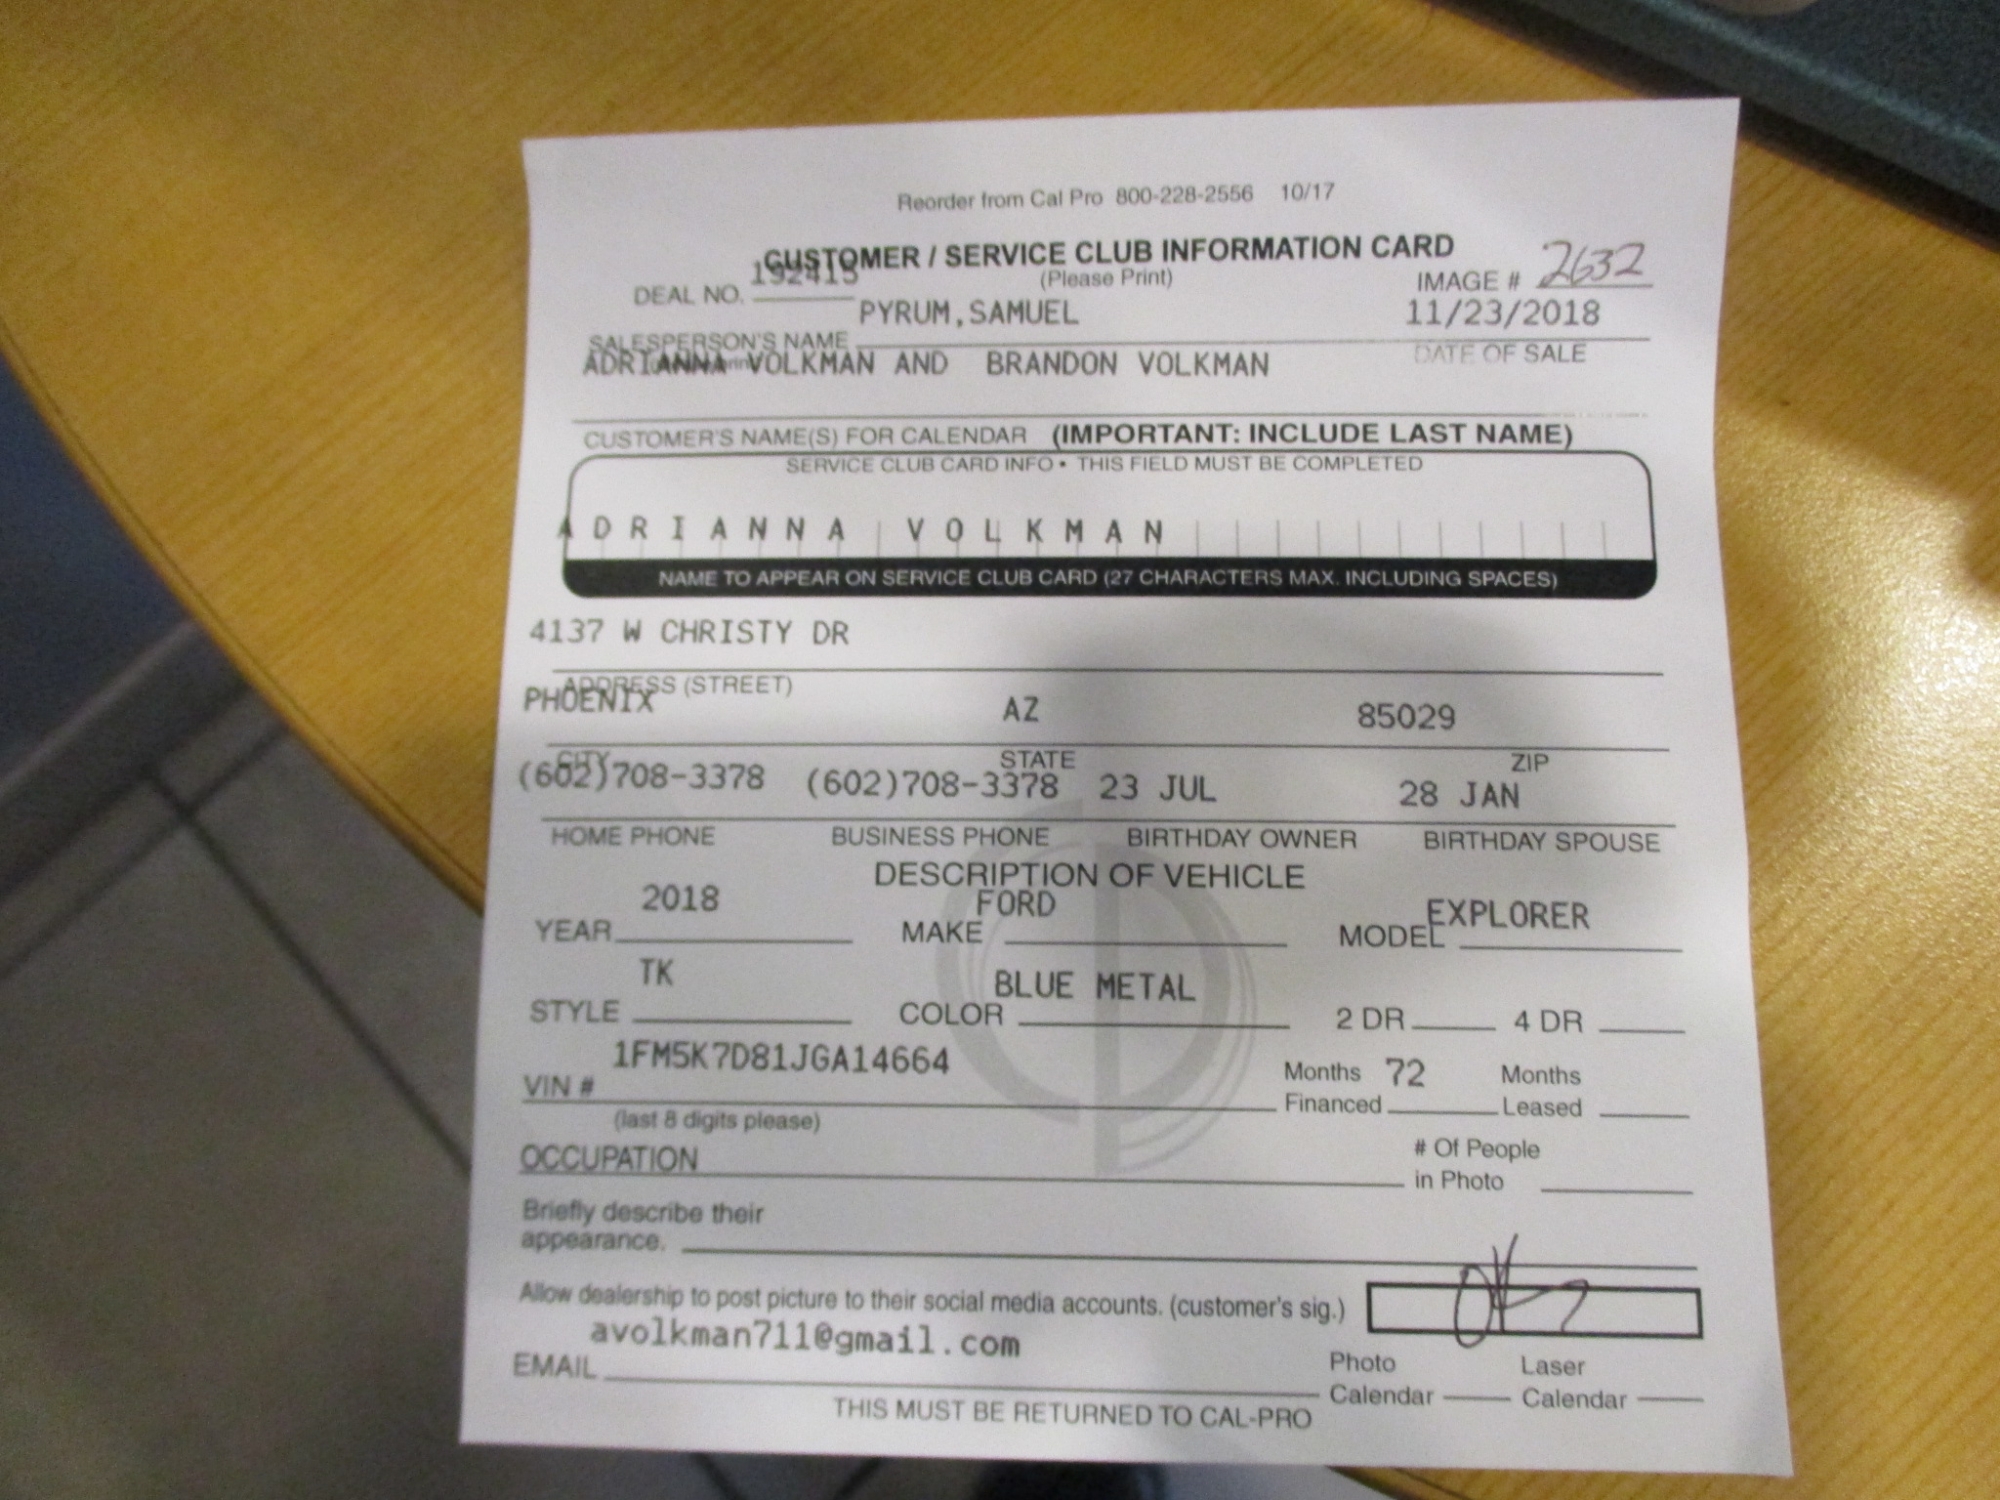 Reorder from Cal Pro 800-228-2556 10/17
CUSTOMER / SERVICE CLUB INFORMATION CARD
(Please Print)
DEAL NO. 192415
IMAGE # 2632
PYRUM,SAMUEL 11/23/2018
SALESPERSON'S NAME DATE OF SALE
ADRIANNA VOLKMAN AND BRANDON VOLKMAN
CUSTOMER'S NAME(S) FOR CALENDAR (IMPORTANT: INCLUDE LAST NAME)
SERVICE CLUB CARD INFO • THIS FIELD MUST BE COMPLETED
ADRIANNA VOLKMAN
NAME TO APPEAR ON SERVICE CLUB CARD (27 CHARACTERS MAX. INCLUDING SPACES)
4137 W CHRISTY DR
ADDRESS (STREET)
PHOENIX AZ 85029
CITY STATE ZIP
(602)708-3378 (602)708-3378 23 JUL 28 JAN
HOME PHONE BUSINESS PHONE BIRTHDAY OWNER BIRTHDAY SPOUSE
DESCRIPTION OF VEHICLE
2018 FORD EXPLORER
YEAR MAKE MODEL
TK BLUE METAL
STYLE COLOR 2 DR 4 DR
1FM5K7D81JGA14664
VIN #
(last 8 digits please)
Months Financed 72 Months Leased
OCCUPATION
# Of People in Photo
Briefly describe their
appearance.
Allow dealership to post picture to their social media accounts. (customer's sig.)
avolkman711@gmail.com
EMAIL
Photo Calendar Laser Calendar
THIS MUST BE RETURNED TO CAL-PRO